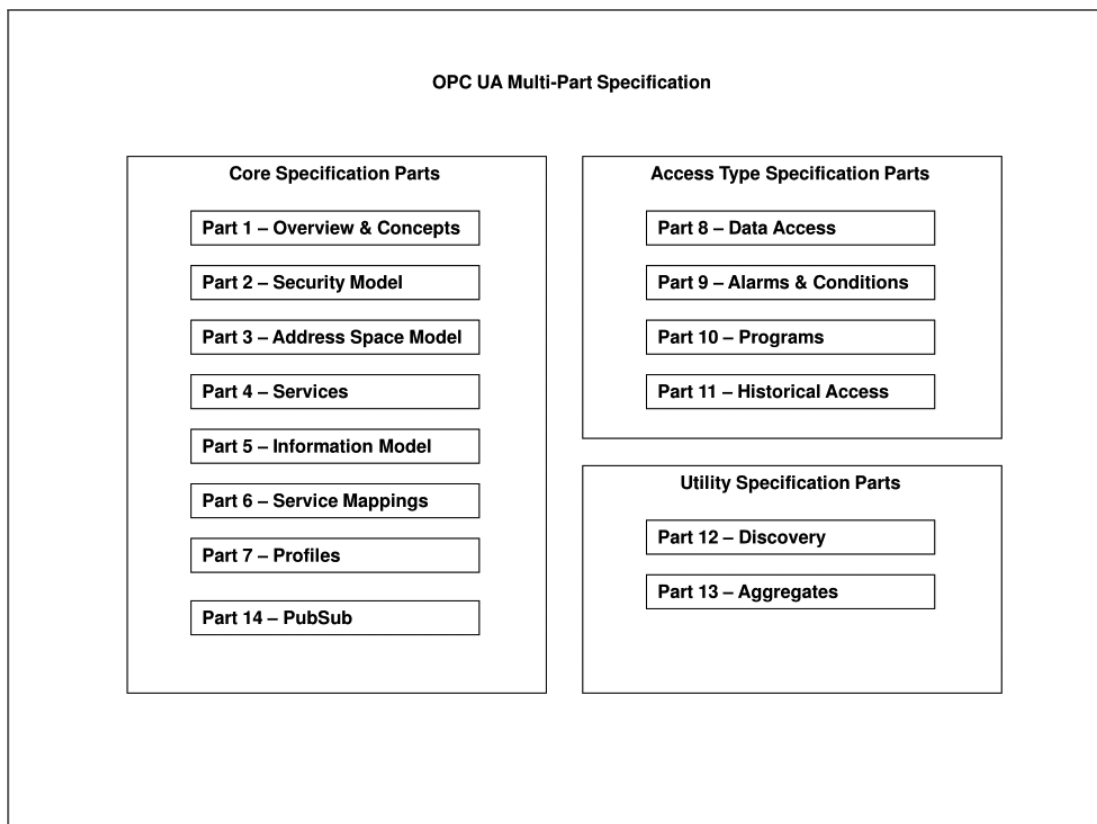 OPC UA Multi-Part Specification
Core Specification Parts
Part 1 – Overview & Concepts
Part 2 – Security Model
Part 3 – Address Space Model
Part 4 – Services
Part 5 – Information Model
Part 6 – Service Mappings
Part 7 – Profiles
Part 14 – PubSub
Access Type Specification Parts
Part 8 – Data Access
Part 9 – Alarms & Conditions
Part 10 – Programs
Part 11 – Historical Access
Utility Specification Parts
Part 12 – Discovery
Part 13 – Aggregates